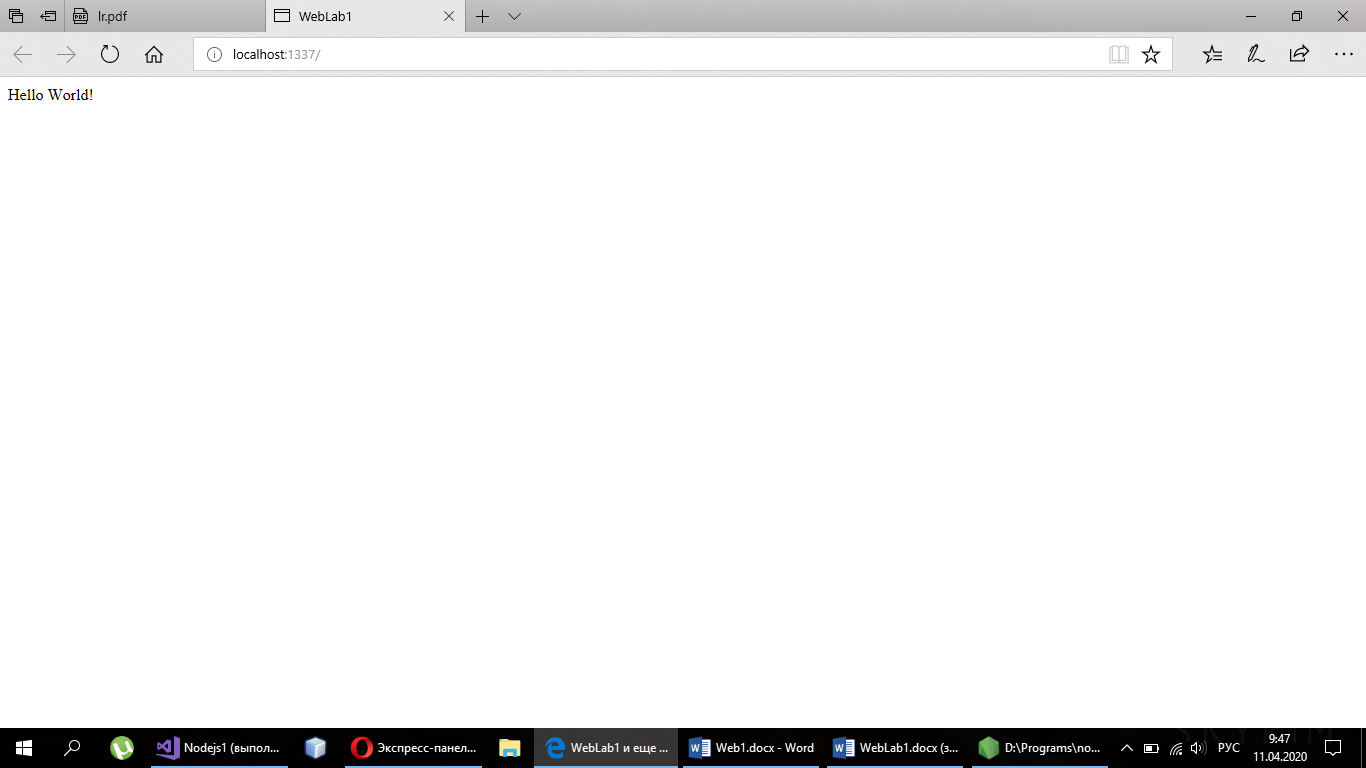 lr.pdf
WebLab1
localhost:1337/
Hello World!
Nodejs1 (выпол...
Экспресс-панел...
WebLab1 и еще ...
Web1.docx - Word
WebLab1.docx (з...
D:\Programs\no...
РУС
9:47
11.04.2020